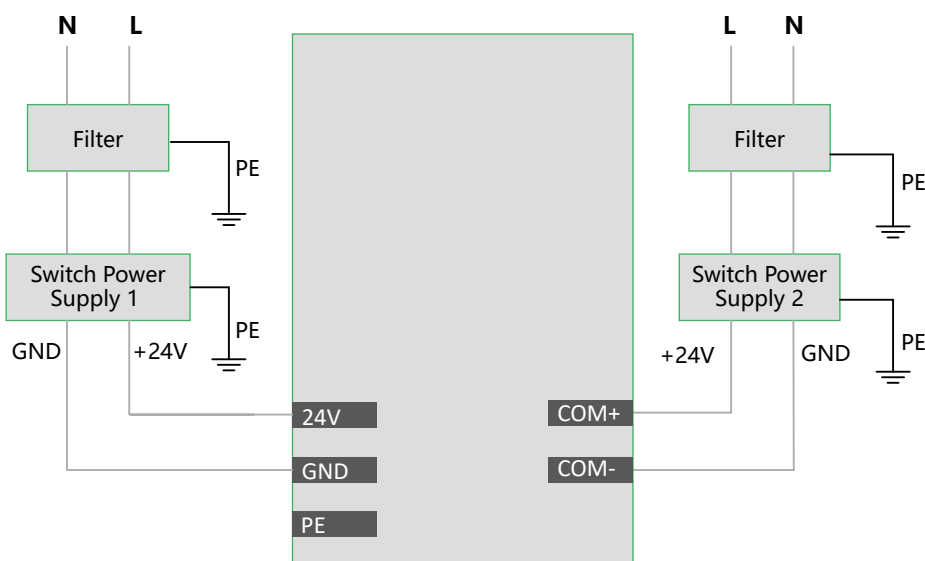 N L
L N
Filter
PE
Filter
PE
Switch Power
Supply 1
PE
Switch Power
Supply 2
PE
GND +24V
+24V GND
24V
COM+
GND
COM-
PE